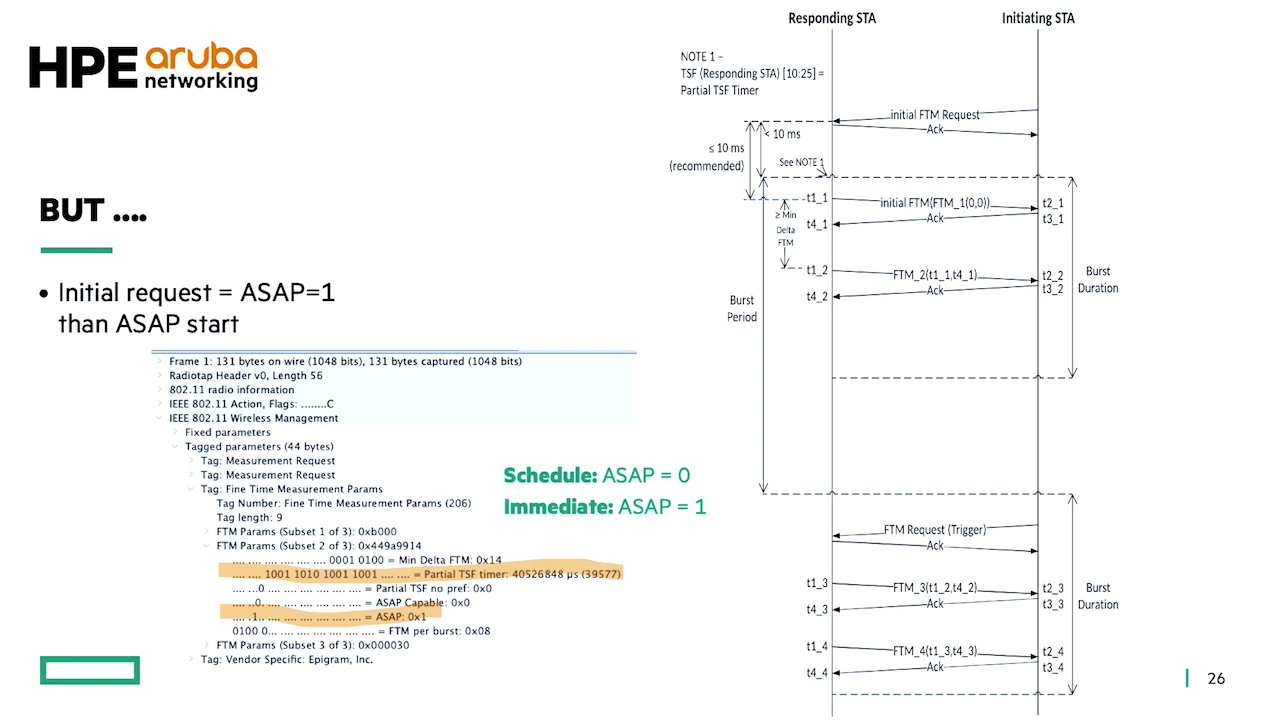 HPE aruba
networking
BUT ....
• Initial request = ASAP=1
than ASAP start
Frame 1: 131 bytes on wire (1048 bits), 131 bytes captured (1048 bits)
Radiotap Header v0, Length 56
802.11 radio information
IEEE 802.11 Action, Flags: ........C
IEEE 802.11 Wireless Management
Fixed parameters
Tagged parameters (44 bytes)
Tag: Measurement Request
Tag: Measurement Request
Tag: Fine Time Measurement Params
Tag Number: Fine Time Measurement Params (206)
Tag length: 9
FTM Params (Subset 1 of 3): 0xb000
FTM Params (Subset 2 of 3): 0x449a9914
.... .... .... .... .... .... 0001 0100 = Min Delta FTM: 0x14
.... .... 1001 1010 1001 1001 .... .... = Partial TSF timer: 40526848 µs (39577)
.... ...0 .... .... .... .... .... .... = Partial TSF no pref: 0x0
.... ..0. .... .... .... .... .... .... = ASAP Capable: 0x0
.... .1.. .... .... .... .... .... .... = ASAP: 0x1
0100 0... .... .... .... .... .... .... = FTM per burst: 0x08
FTM Params (Subset 3 of 3): 0x000030
Tag: Vendor Specific: Epigram, Inc.
Schedule: ASAP = 0
Immediate: ASAP = 1
Responding STA
Initiating STA
NOTE 1 –
TSF (Responding STA) [10:25] =
Partial TSF Timer
initial FTM Request
Ack
< 10 ms
≤ 10 ms
(recommended)
See NOTE 1
t1_1
initial FTM(FTM_1(0,0))
t2_1
Ack
t3_1
t4_1
≥ Min
Delta
FTM
t1_2
FTM_2(t1_1,t4_1)
t2_2
Ack
t3_2
t4_2
Burst
Duration
Burst
Period
FTM Request (Trigger)
Ack
t1_3
FTM_3(t1_2,t4_2)
t2_3
Ack
t3_3
t4_3
Burst
Duration
t1_4
FTM_4(t1_3,t4_3)
t2_4
Ack
t3_4
t4_4
26